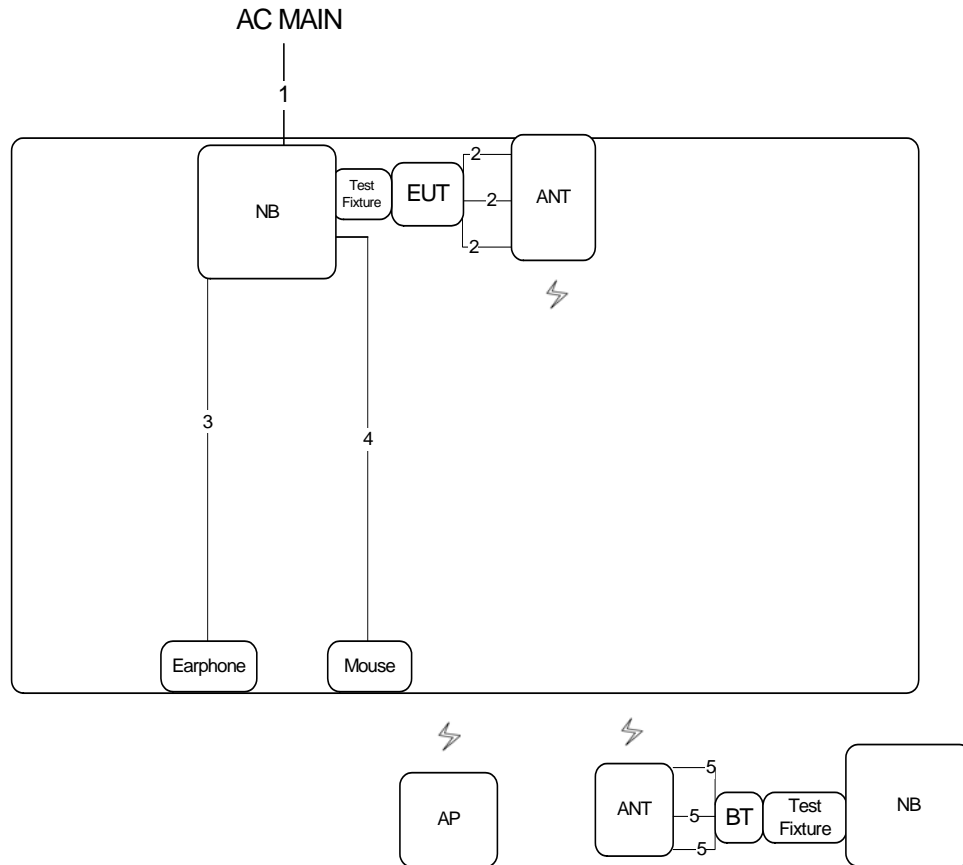 AC MAIN
1
NB
Test
Fixture
EUT
2
2
2
ANT
3
4
Earphone
Mouse
AP
ANT
5
5
5
BT
Test
Fixture
NB